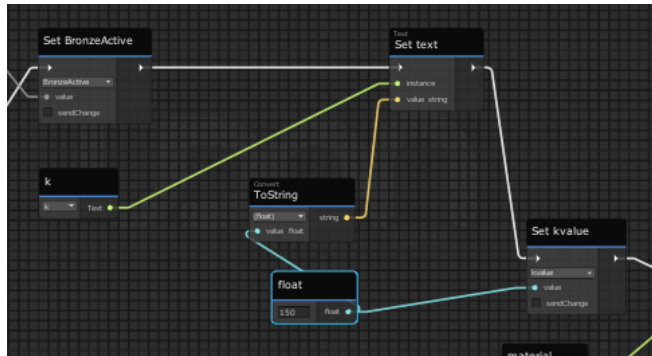 Set BronzeActive
BronzeActive
value
sendChange
Text
Set text
instance
value string
k
k
Text
Convert
ToString
(float)
string
value float
float
150
float
Set kvalue
kvalue
value
sendChange
material